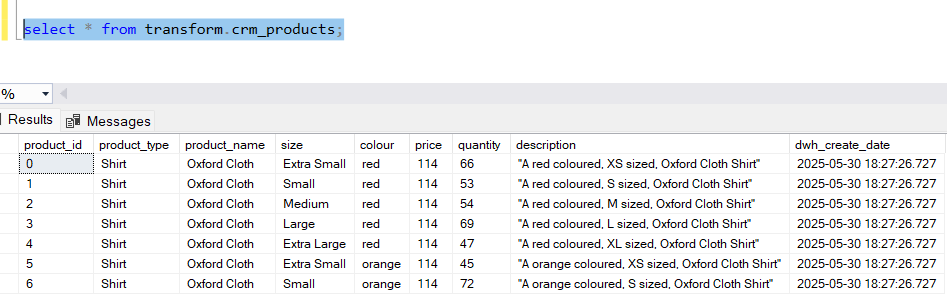 select * from transform.crm_products;
%
Results Messages
product_id product_type product_name size colour price quantity description dwh_create_date
0 Shirt Oxford Cloth Extra Small red 114 66 "A red coloured, XS sized, Oxford Cloth Shirt" 2025-05-30 18:27:26.727
1 Shirt Oxford Cloth Small red 114 53 "A red coloured, S sized, Oxford Cloth Shirt" 2025-05-30 18:27:26.727
2 Shirt Oxford Cloth Medium red 114 54 "A red coloured, M sized, Oxford Cloth Shirt" 2025-05-30 18:27:26.727
3 Shirt Oxford Cloth Large red 114 69 "A red coloured, L sized, Oxford Cloth Shirt" 2025-05-30 18:27:26.727
4 Shirt Oxford Cloth Extra Large red 114 47 "A red coloured, XL sized, Oxford Cloth Shirt" 2025-05-30 18:27:26.727
5 Shirt Oxford Cloth Extra Small orange 114 45 "A orange coloured, XS sized, Oxford Cloth Shirt" 2025-05-30 18:27:26.727
6 Shirt Oxford Cloth Small orange 114 72 "A orange coloured, S sized, Oxford Cloth Shirt" 2025-05-30 18:27:26.727